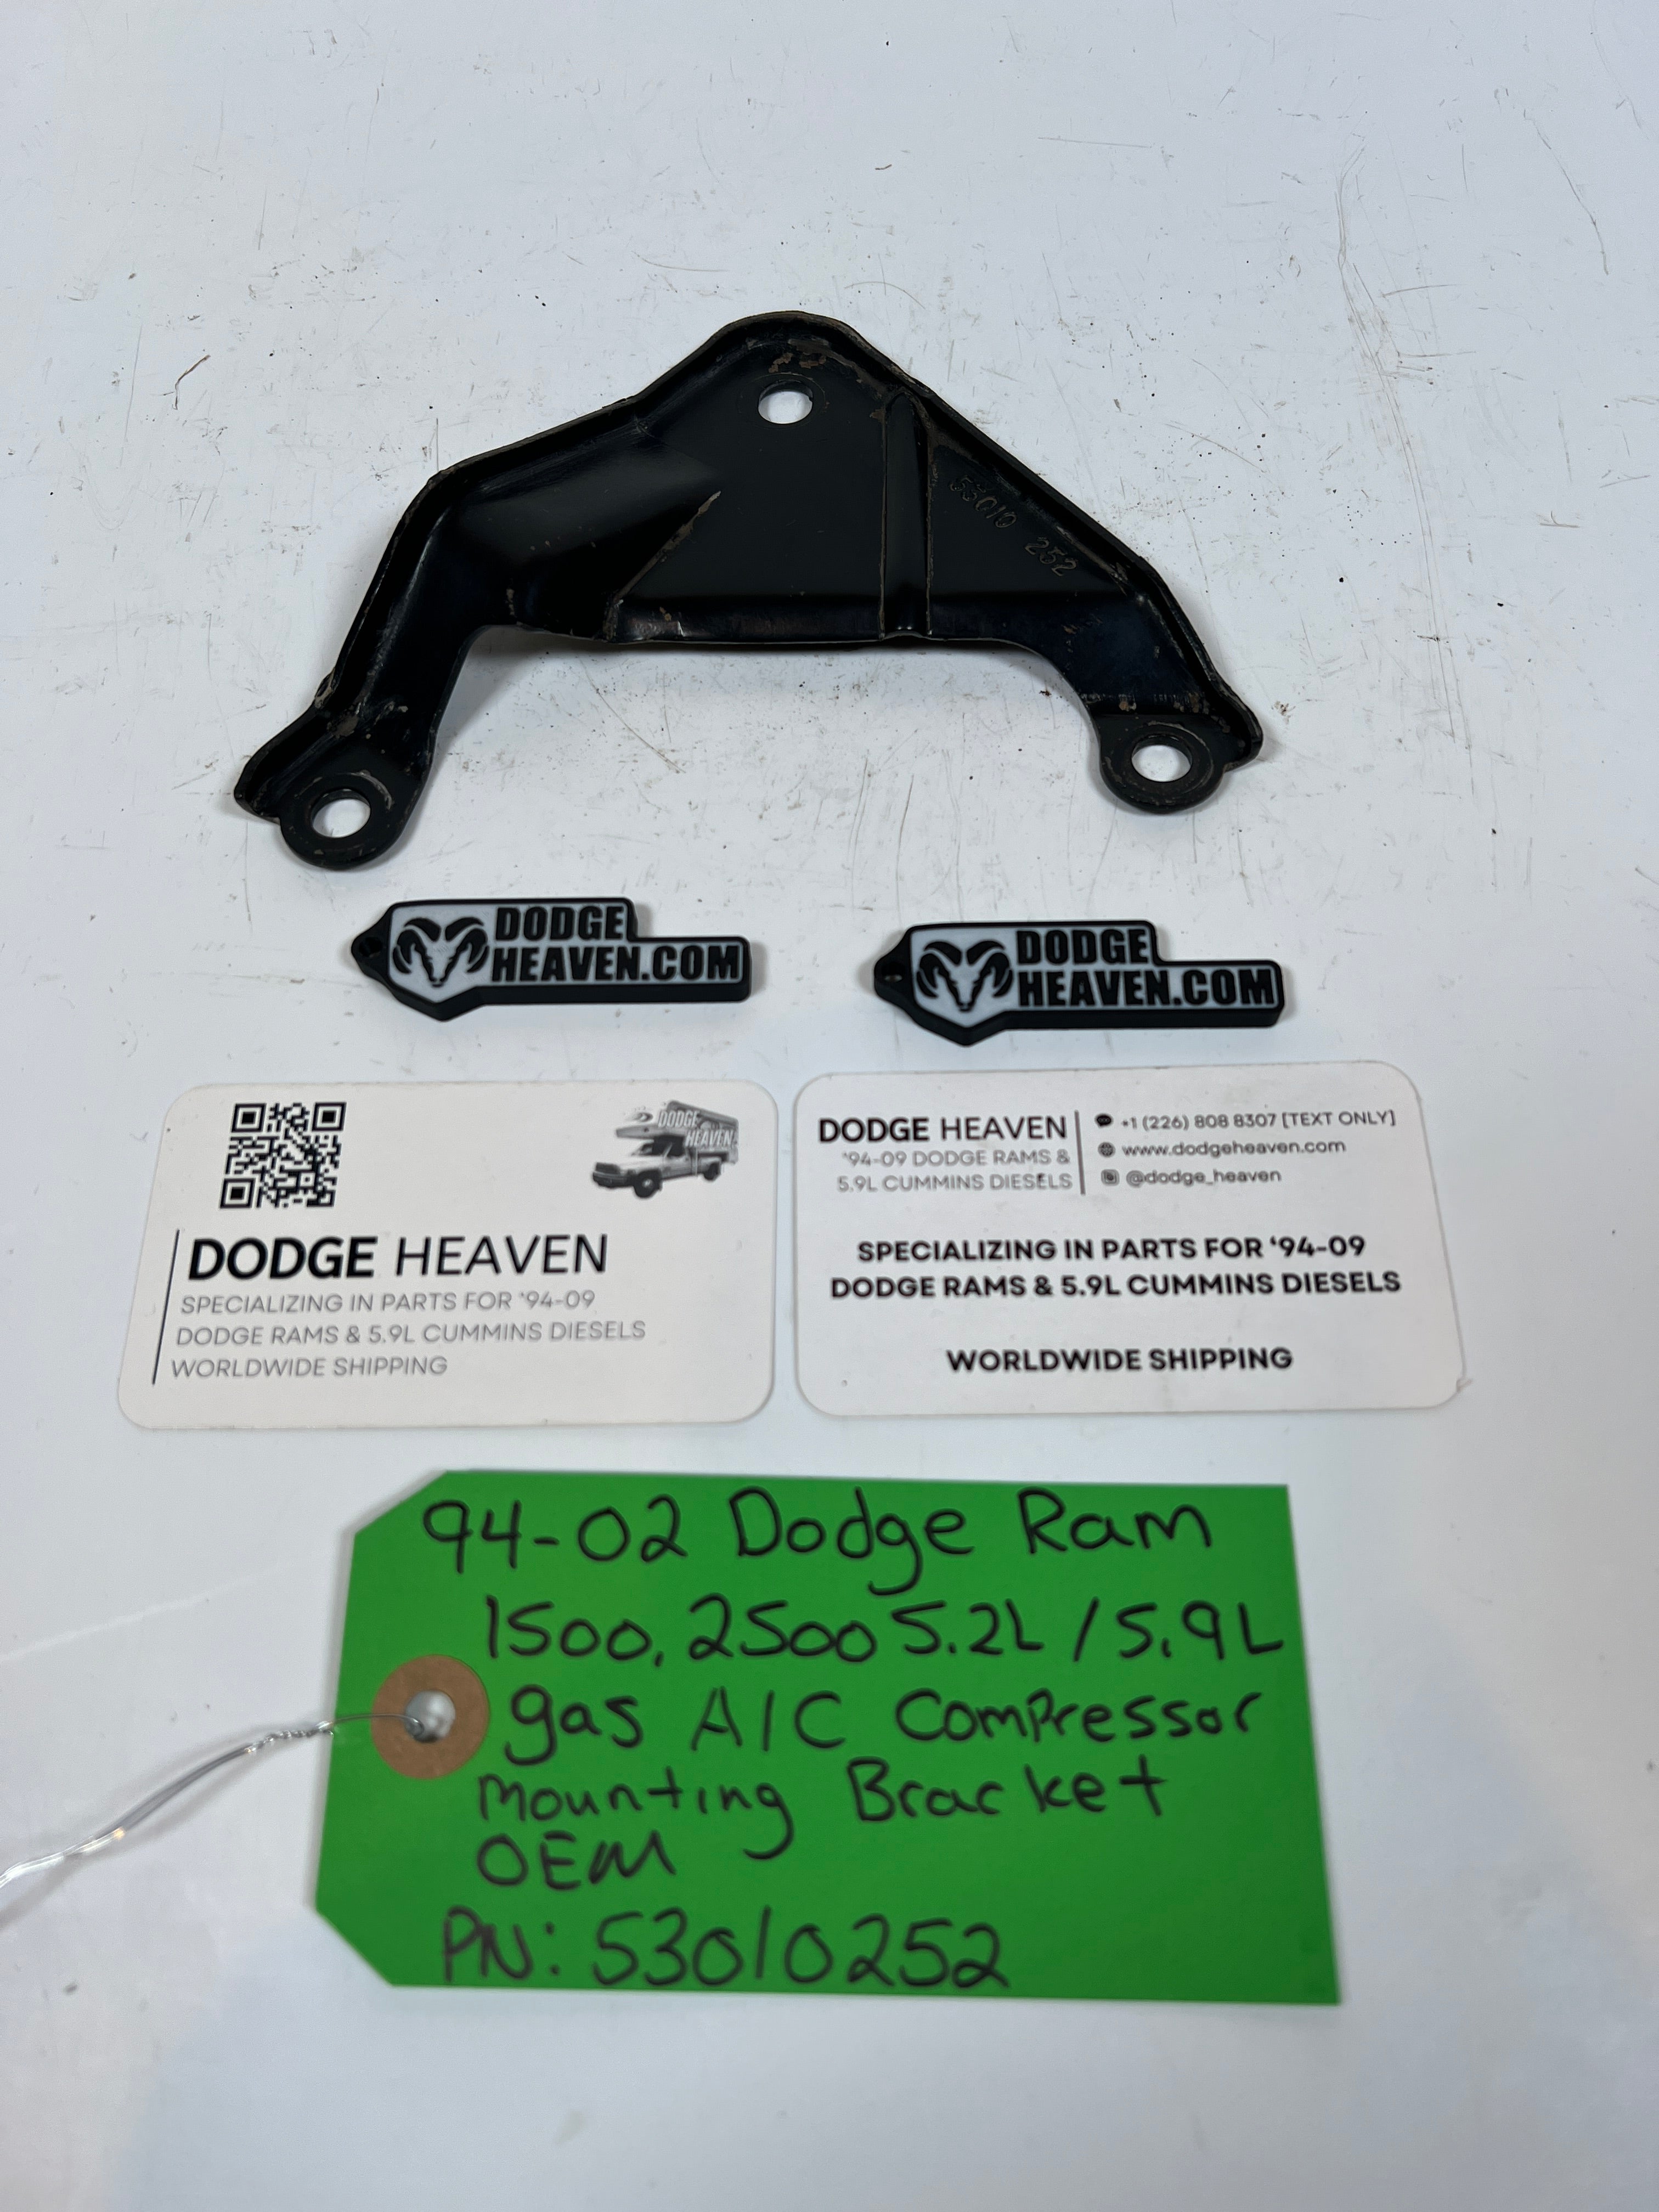 53010 252
DODGE
HEAVEN.COM
DODGE
HEAVEN.COM
DODGE
HEAVEN
DODGE HEAVEN
SPECIALIZING IN PARTS FOR '94-09
DODGE RAMS & 5.9L CUMMINS DIESELS
WORLDWIDE SHIPPING
DODGE HEAVEN
'94-09 DODGE RAMS &
5.9L CUMMINS DIESELS
+1 (226) 808 8307 [TEXT ONLY]
www.dodgeheaven.com
@dodge_heaven
SPECIALIZING IN PARTS FOR '94-09
DODGE RAMS & 5.9L CUMMINS DIESELS
WORLDWIDE SHIPPING
94-02 Dodge Ram
1500, 2500 5.2L / 5.9L
gas A/C Compressor
Mounting Bracket
OEM
PN: 53010252